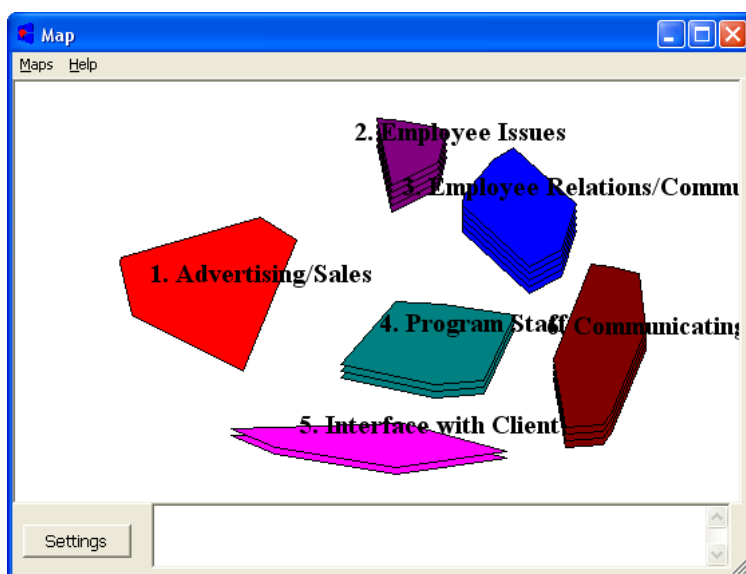 Map
Maps Help
2. Employee Issues
3. Employee Relations/Commu
1. Advertising/Sales
4. Program Staff
6. Communicating
5. Interface with Client
Settings